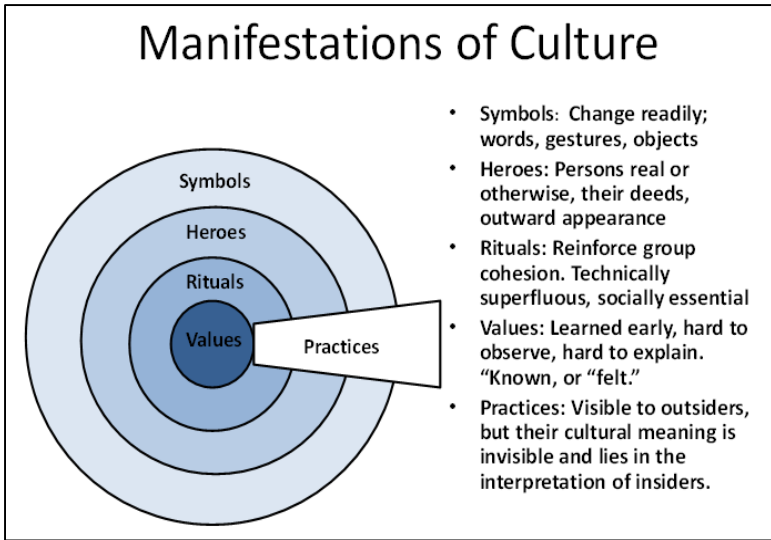 Manifestations of Culture
Symbols
Heroes
Rituals
Values
Practices
• Symbols: Change readily;
words, gestures, objects
• Heroes: Persons real or
otherwise, their deeds,
outward appearance
• Rituals: Reinforce group
cohesion. Technically
superfluous, socially essential
• Values: Learned early, hard to
observe, hard to explain.
“Known, or “felt.”
• Practices: Visible to outsiders,
but their cultural meaning is
invisible and lies in the
interpretation of insiders.